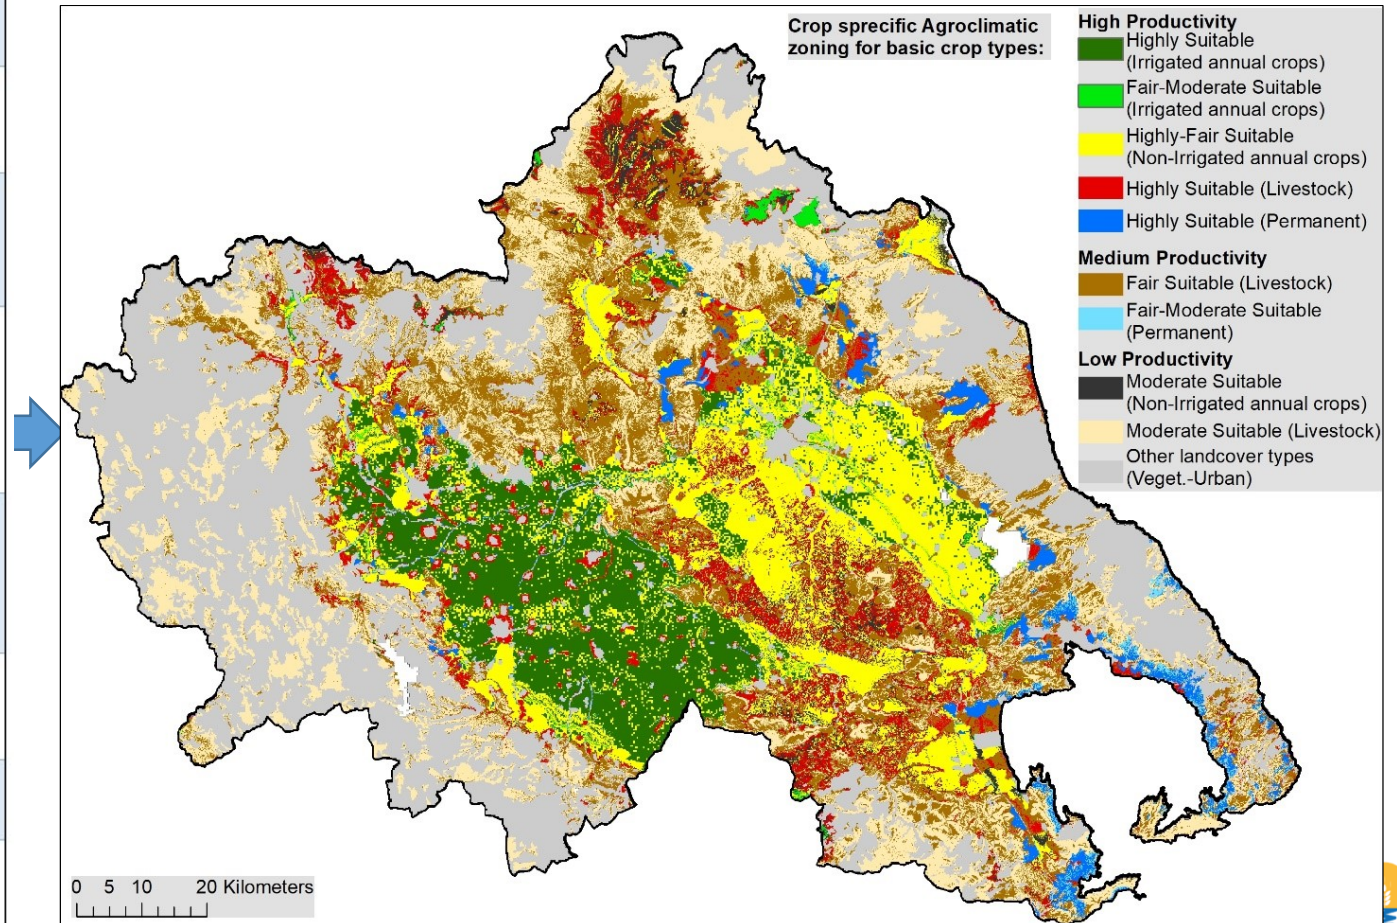 Crop sprecific Agroclimatic
zoning for basic crop types:
High Productivity
Highly Suitable
(Irrigated annual crops)
Fair-Moderate Suitable
(Irrigated annual crops)
Highly-Fair Suitable
(Non-Irrigated annual crops)
Highly Suitable (Livestock)
Highly Suitable (Permanent)
Medium Productivity
Fair Suitable (Livestock)
Fair-Moderate Suitable
(Permanent)
Low Productivity
Moderate Suitable
(Non-Irrigated annual crops)
Moderate Suitable (Livestock)
Other landcover types
(Veget.-Urban)
0 5 10 20 Kilometers